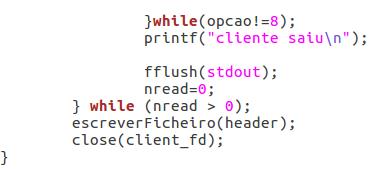 }while(opcao!=8);
printf("cliente saiu\n");
fflush(stdout);
nread=0;
} while (nread > 0);
escreverFicheiro(header);
close(client_fd);
}